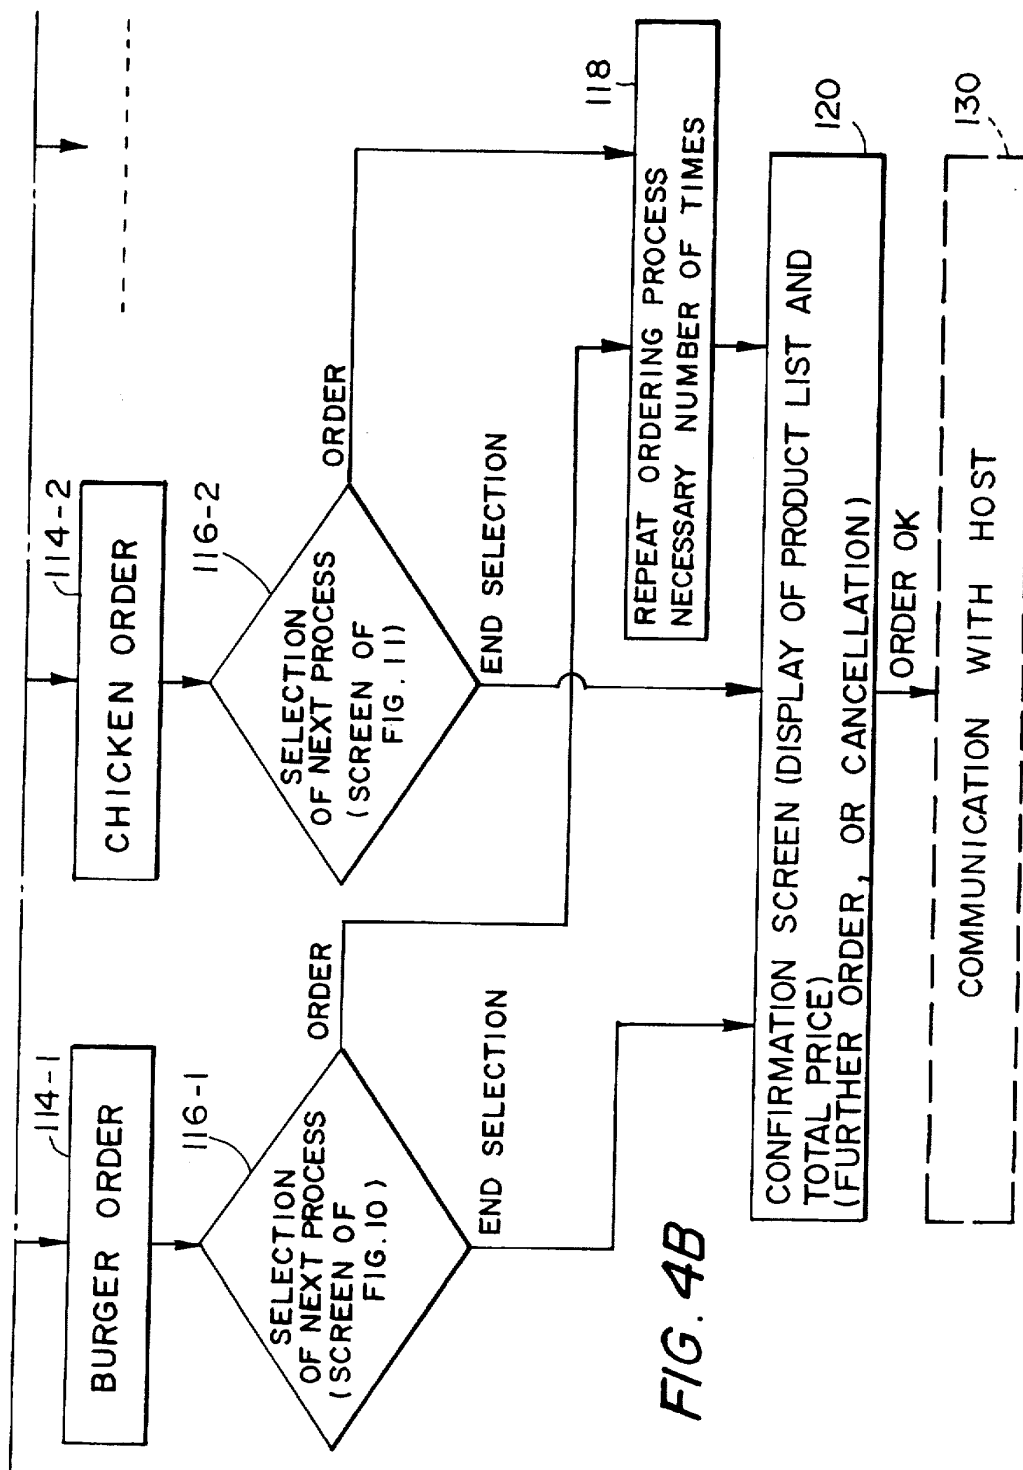 BURGER ORDER
114-1
CHICKEN ORDER
114-2
SELECTION
OF NEXT PROCESS
(SCREEN OF
FIG.10)
116-1
ORDER
END SELECTION
SELECTION
OF NEXT PROCESS
(SCREEN OF
FIG.11)
116-2
ORDER
END SELECTION
REPEAT ORDERING PROCESS
NECESSARY NUMBER OF TIMES
118
CONFIRMATION SCREEN (DISPLAY OF PRODUCT LIST AND
TOTAL PRICE)
(FURTHER ORDER, OR CANCELLATION)
120
ORDER OK
COMMUNICATION WITH HOST
130
FIG. 4B